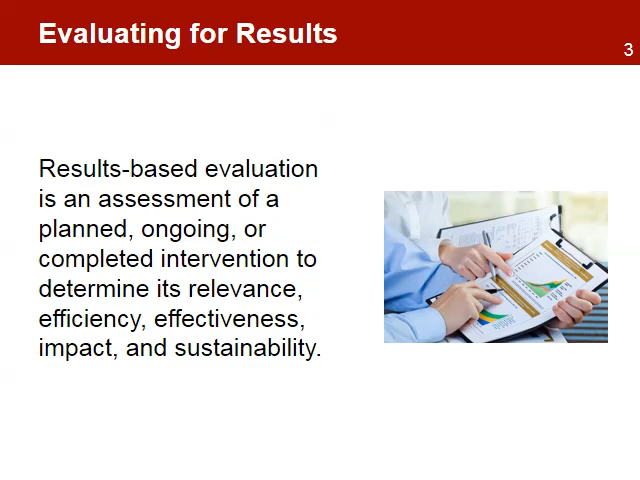 Evaluating for Results
3
Results-based evaluation
is an assessment of a
planned, ongoing, or
completed intervention to
determine its relevance,
efficiency, effectiveness,
impact, and sustainability.